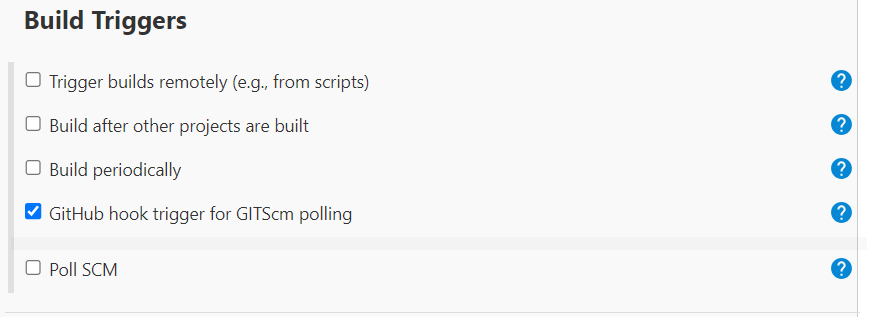 Build Triggers
Trigger builds remotely (e.g., from scripts)
?
Build after other projects are built
?
Build periodically
?
GitHub hook trigger for GITScm polling
?
Poll SCM
?